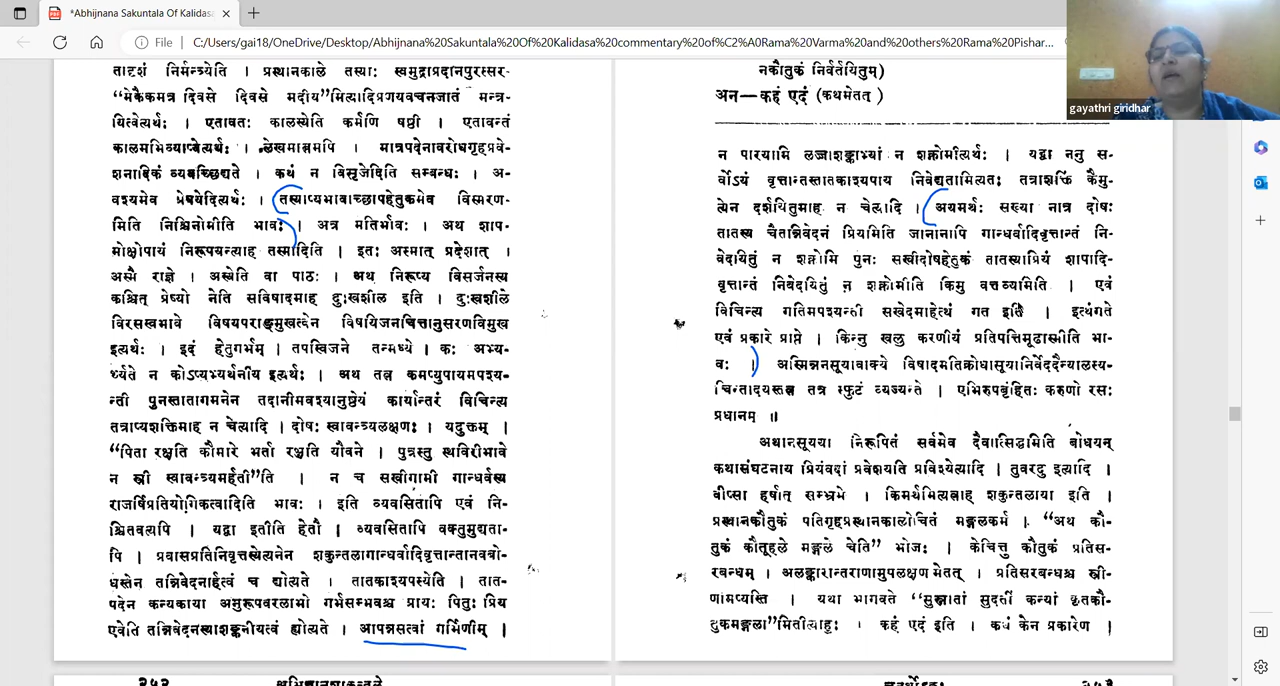 *Abhijnana Sakuntala Of Kalidasa
File
C:/Users/gai18/OneDrive/Desktop/Abhijnana%20Sakuntala%20Of%20Kalidasa%20commentary%20of%C2%A0Rama%20Varma%20and%20others%20Rama%20Pishar...
gayathri giridhar
तादृशं निर्मन्त्र्येति । प्रस्थानकाले तस्याः स्वमुद्राप्रदानपुरस्सर-
“मेकैकमत्र दिवसे दिवसे मदीय”मित्यादिप्रणयवचनजातं मन्त्र-
यित्वेत्यर्थः । एतावतः कालस्येति कर्मणि षष्ठी । एतावन्तं
कालमभिव्याप्येत्यर्थः । लेखमात्रमपि । मात्रपदेनावरोधगृहप्रवे-
शनादिकं व्यवच्छिद्यते । कथं न विसृजेदिति सम्बन्धः । अ-
वश्यमेव प्रेषयेदित्यर्थः । तस्याप्यभावाच्छापहेतुकमेव विस्मरण-
मिति निश्चिनोमीति भावः । अत्र मतिर्भावः । अथ शाप-
मोक्षोपायं निरूपयन्त्याह तस्मादिति । इतः अस्मात् प्रदेशात् ।
अस्मै राज्ञे । अस्येति वा पाठः । अथ निरूप्य विसर्जनस्य
कश्चित् प्रेष्यो नेति सविषादमाह दुःखशील इति । दुःखशीले
विरसस्वभावे विषयपराङ्मुखत्वेन विषयिजनचित्तानुसरणविमुख
इत्यर्थः । इदं हेतुगर्भम् । तपस्विजने तन्मध्ये । कः अभ्य-
र्थ्यते न कोऽप्यभ्यर्थनीय इत्यर्थः । अथ तत्र कमप्युपायमपश्य-
न्ती पुनस्तातागमनेन तदानीमवश्यानुष्ठेयं कार्यान्तरं विचिन्त्य
तत्राप्यशक्तिमाह न चेत्यादि । दोषः स्वातन्त्र्यलक्षणः । यदुक्तम् ।
“पिता रक्षति कौमारे भर्ता रक्षति यौवने । पुत्रस्तु स्थविरीभावे
न स्त्री स्वातन्त्र्यमर्हती”ति । न च सखीगामी गान्धर्वस्य
राजर्षिप्रतियोगिकत्वादिति भावः । इति व्यवसितापि एवं नि-
श्चितवत्यपि । यद्वा इतीति हेतौ । व्यवसितापि वक्तुमुद्यता-
पि । प्रवासप्रतिनिवृत्तस्येत्यनेन शकुन्तलागान्धर्वादिवृत्तान्तानवबो-
धस्तेन तन्निवेदनार्हत्वं च द्योत्यते । तातकाश्यपस्येति । तात-
पदेन कन्यकाया अनुरूपवरलाभो गर्भसम्भवश्च प्रायः पितुः प्रिय
एवेति तन्निवेदनस्याशङ्कनीयत्वं द्योत्यते । आपन्नसत्वां गर्भिणीम् ।
२५२ अभिज्ञानशाकुन्तले
नकौतुकं निर्वर्तयितुम्)
अन—कहं एदं (कथमेतत्)
न पारयामि लज्जाशङ्काभ्यां न शक्नोमीत्यर्थः । यद्वा ननु स-
र्वोऽयं वृत्तान्तस्तातकाश्यपाय निवेद्यतामित्यतः तत्राशक्तिं कैमु-
त्येन दर्शयितुमाह न चेत्यादि । अयमर्थः सख्या नात्र दोषः
तातस्य चैतन्निवेदनं प्रियमिति जानानापि गान्धर्वादिवृत्तान्तं नि-
वेदयितुं न शक्नोमि पुनः सखीदोषहेतुकं तातस्याप्रियं शापादि-
वृत्तान्तं निवेदयितुं न शक्नोमीति किमु वक्तव्यमिति । एवं
विचिन्त्य गतिमपश्यन्ती सखेदमाहेत्थं गत इति । इत्थंगते
एवं प्रकारे प्राप्ते । किन्नु खलु करणीयं प्रतिपत्तिमूढास्मीति भा-
वः । अस्मिन्ननसूयावाक्ये विषादमतिक्रोधासूयानिर्वेददैन्यालस्य-
चिन्तादयस्तत्र तत्र स्फुटं व्यज्यन्ते । एभिरुपबृंहितः करुणो रसः
प्रधानम् ॥
अथानसूयया निरूपितं सर्वमेव दैवात्सिद्धमिति बोधयन्
कथासंघटनाय प्रियंवदां प्रवेशयति प्रविश्येत्यादि । तुवरदु इत्यादि ।
वीप्सा हर्षात् सम्भ्रमे । किमर्थमित्यत्राह शकुन्तलाया इति ।
प्रस्थानकौतुकं पतिगृहप्रस्थानकालोचितं मङ्गलकर्म । “अथ कौ-
तुकं कौतूहले मङ्गले चेति” भोजः । केचित्तु कौतुकं प्रतिस-
रबन्धम् । अलङ्कारान्तराणामुपलक्षणमेतत् । प्रतिसरबन्धश्च स्त्री-
णामप्यस्ति । यथा भागवते “सुस्नातां सुदतीं कन्यां कृतकौ-
तुकमङ्गला”मितीत्याहुः । कहं एदं इति । कथं केन प्रकारेण ।
चतुर्थोऽङ्कः २५३